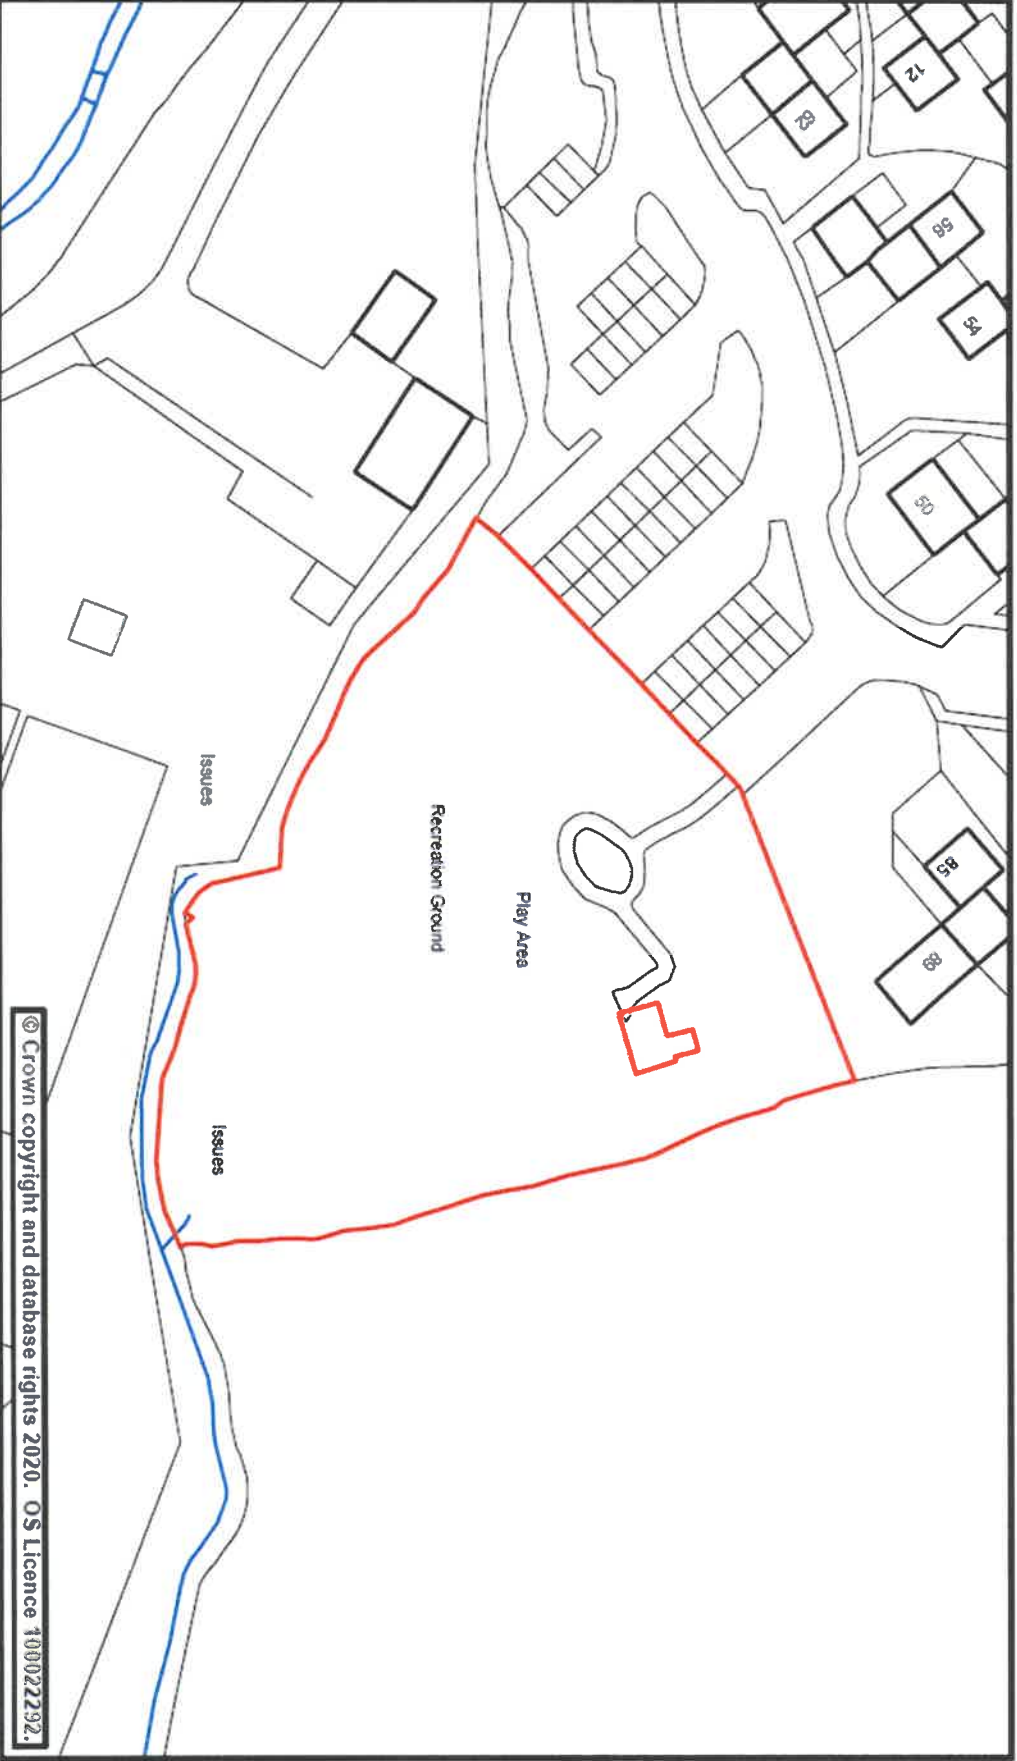 12
62
56
54
50
85
89
Play Area
Recreation Ground
Issues
Issues
© Crown copyright and database rights 2020. OS Licence 100022292.